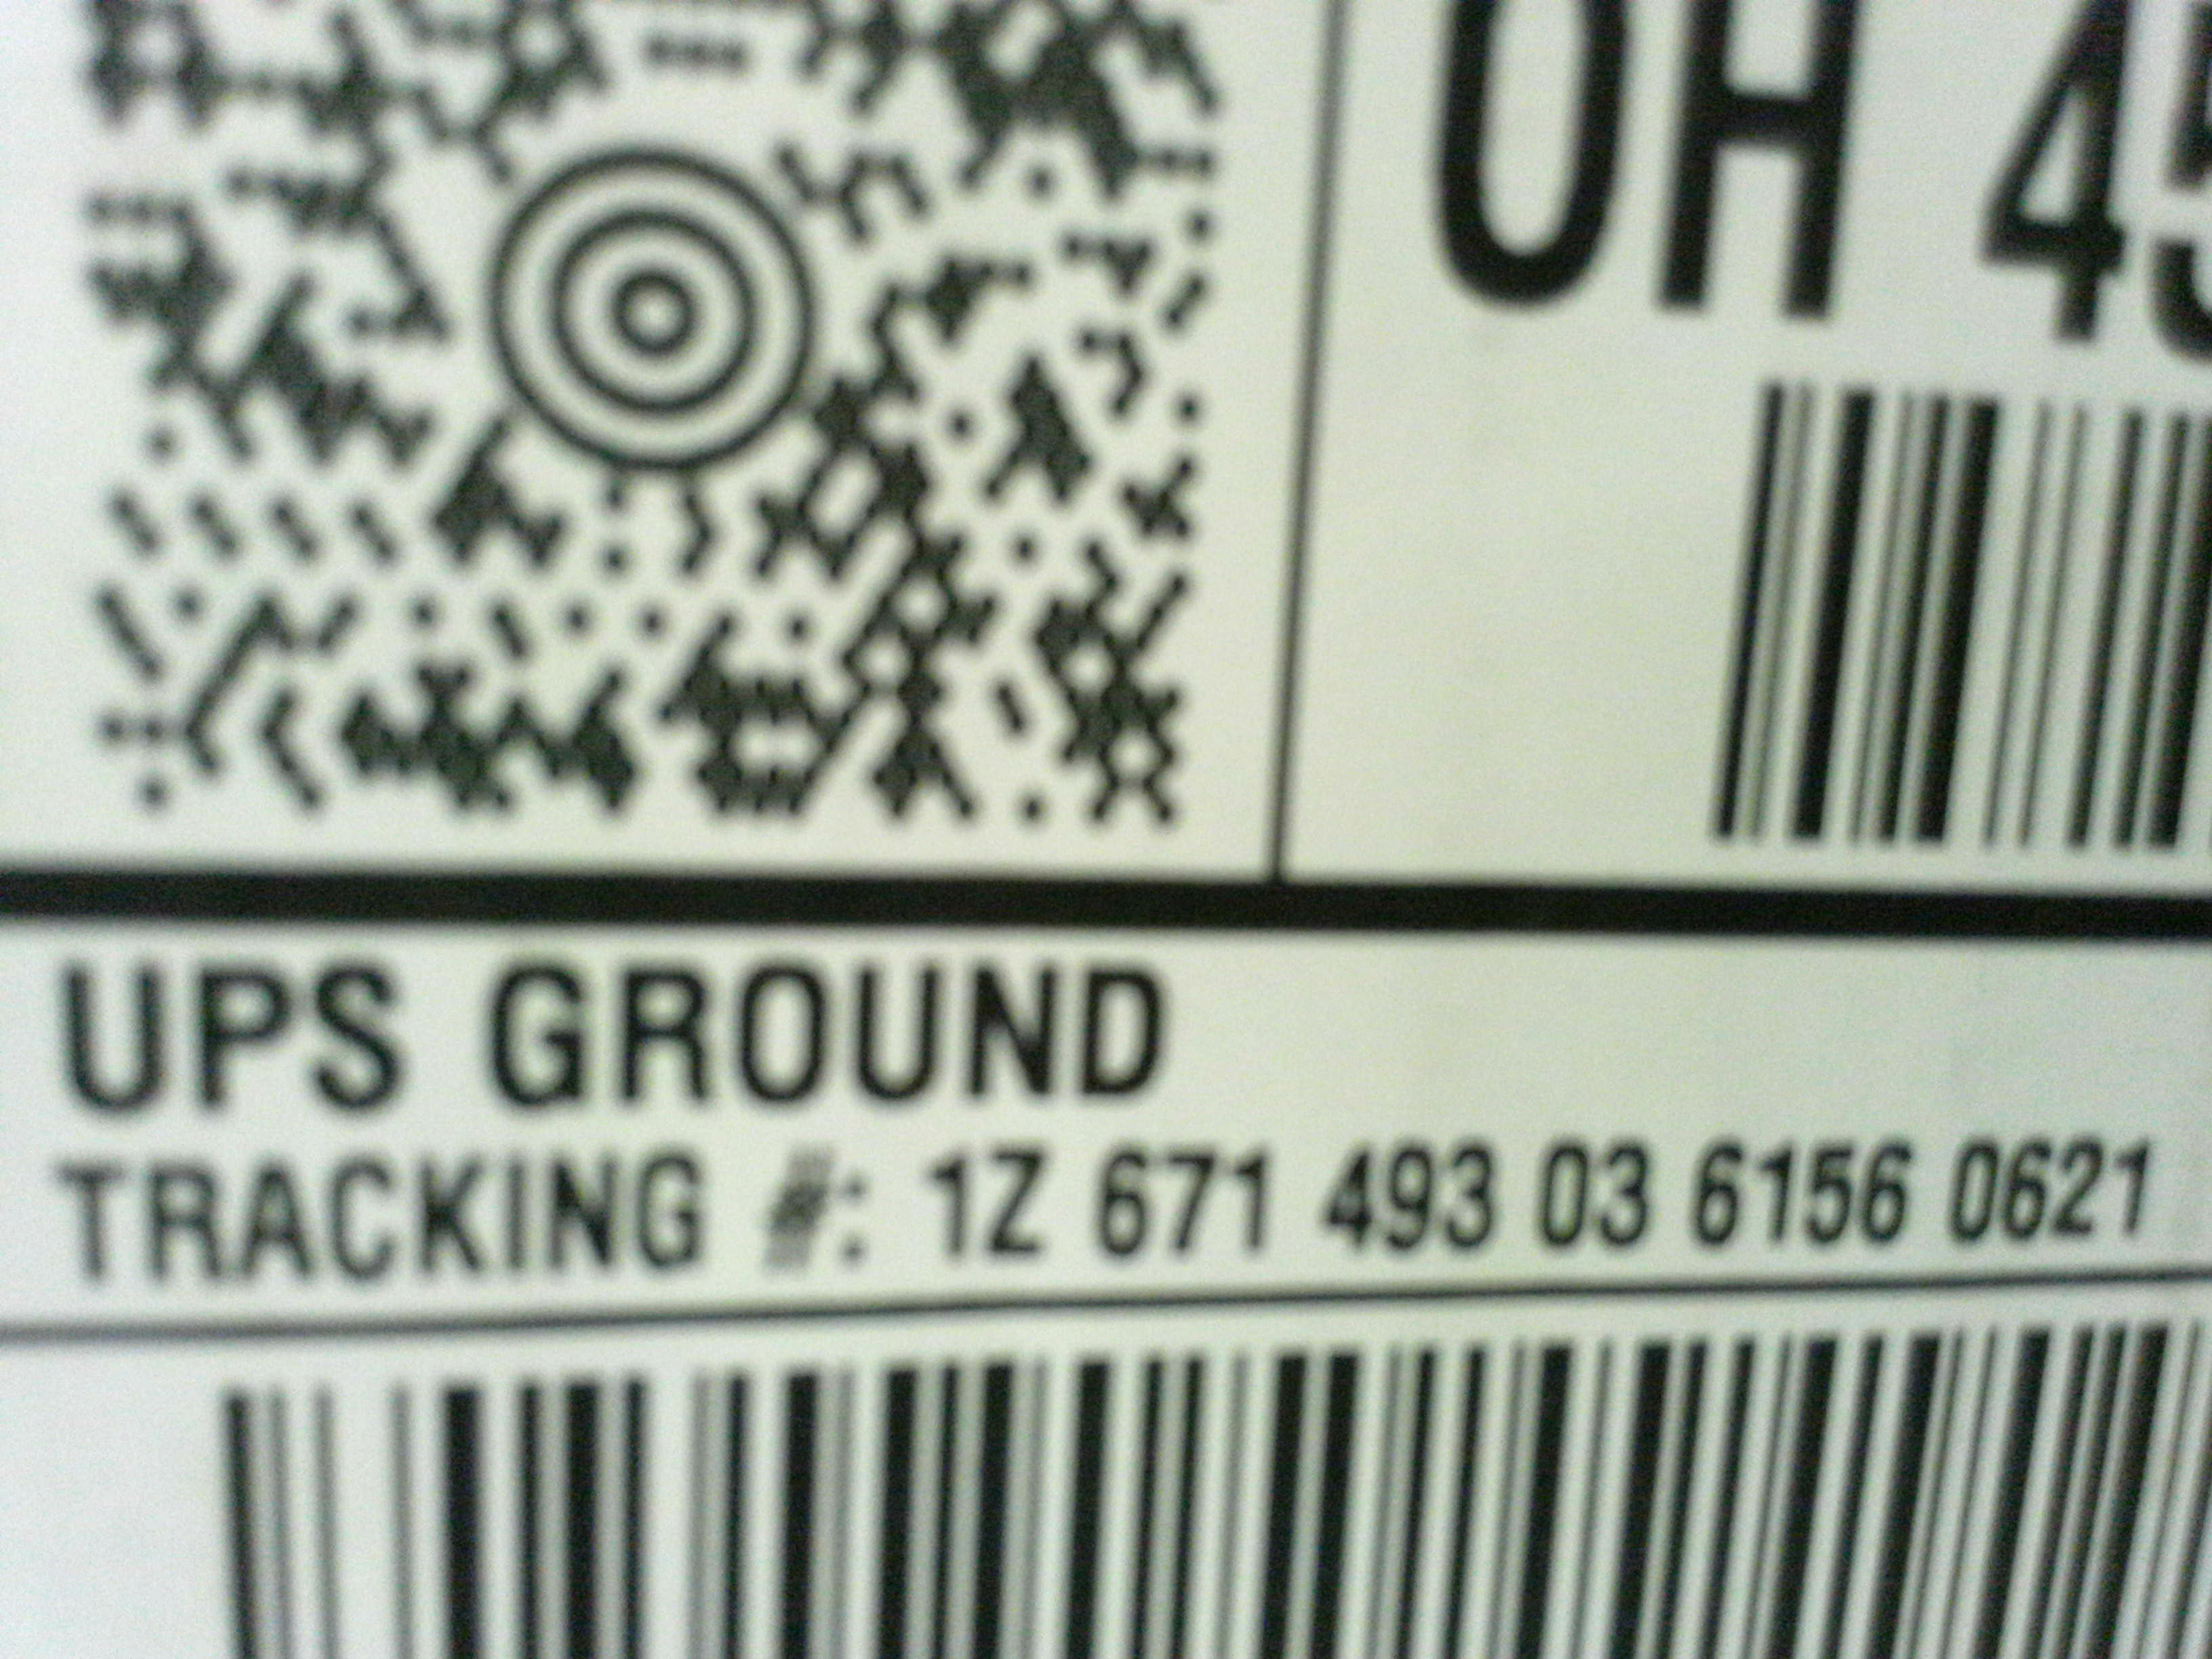 OH 45
UPS GROUND
TRACKING #: 1Z 671 493 03 6156 0621